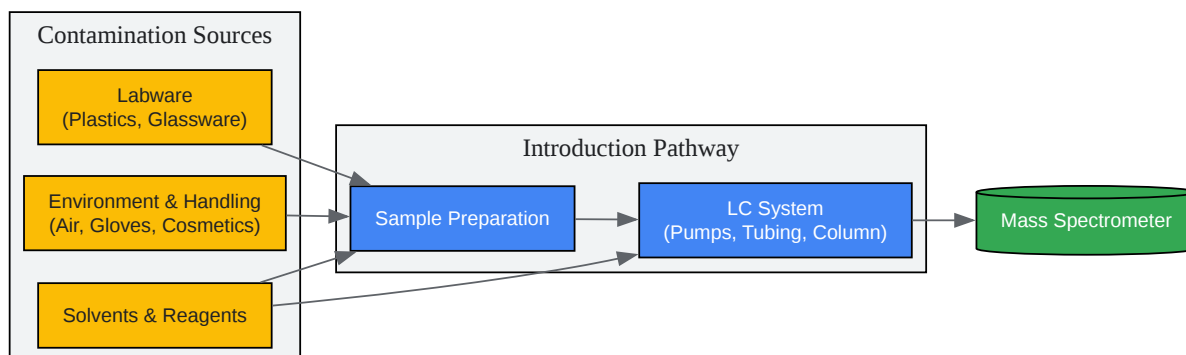 Contamination Sources
Labware
(Plastics, Glassware)
Environment & Handling
(Air, Gloves, Cosmetics)
Solvents & Reagents
Introduction Pathway
Sample Preparation
LC System
(Pumps, Tubing, Column)
Mass Spectrometer